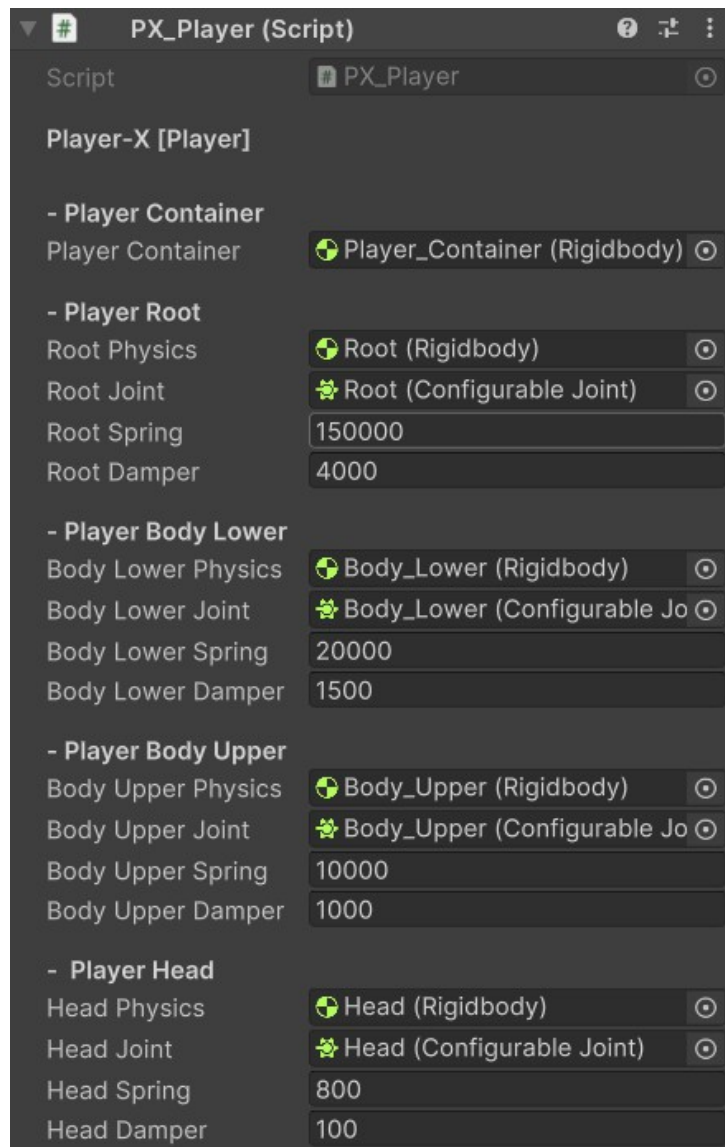 PX_Player (Script)
Script PX_Player
Player-X [Player]
- Player Container
Player Container Player_Container (Rigidbody)
- Player Root
Root Physics Root (Rigidbody)
Root Joint Root (Configurable Joint)
Root Spring 150000
Root Damper 4000
- Player Body Lower
Body Lower Physics Body_Lower (Rigidbody)
Body Lower Joint Body_Lower (Configurable Jo
Body Lower Spring 20000
Body Lower Damper 1500
- Player Body Upper
Body Upper Physics Body_Upper (Rigidbody)
Body Upper Joint Body_Upper (Configurable Jo
Body Upper Spring 10000
Body Upper Damper 1000
- Player Head
Head Physics Head (Rigidbody)
Head Joint Head (Configurable Joint)
Head Spring 800
Head Damper 100